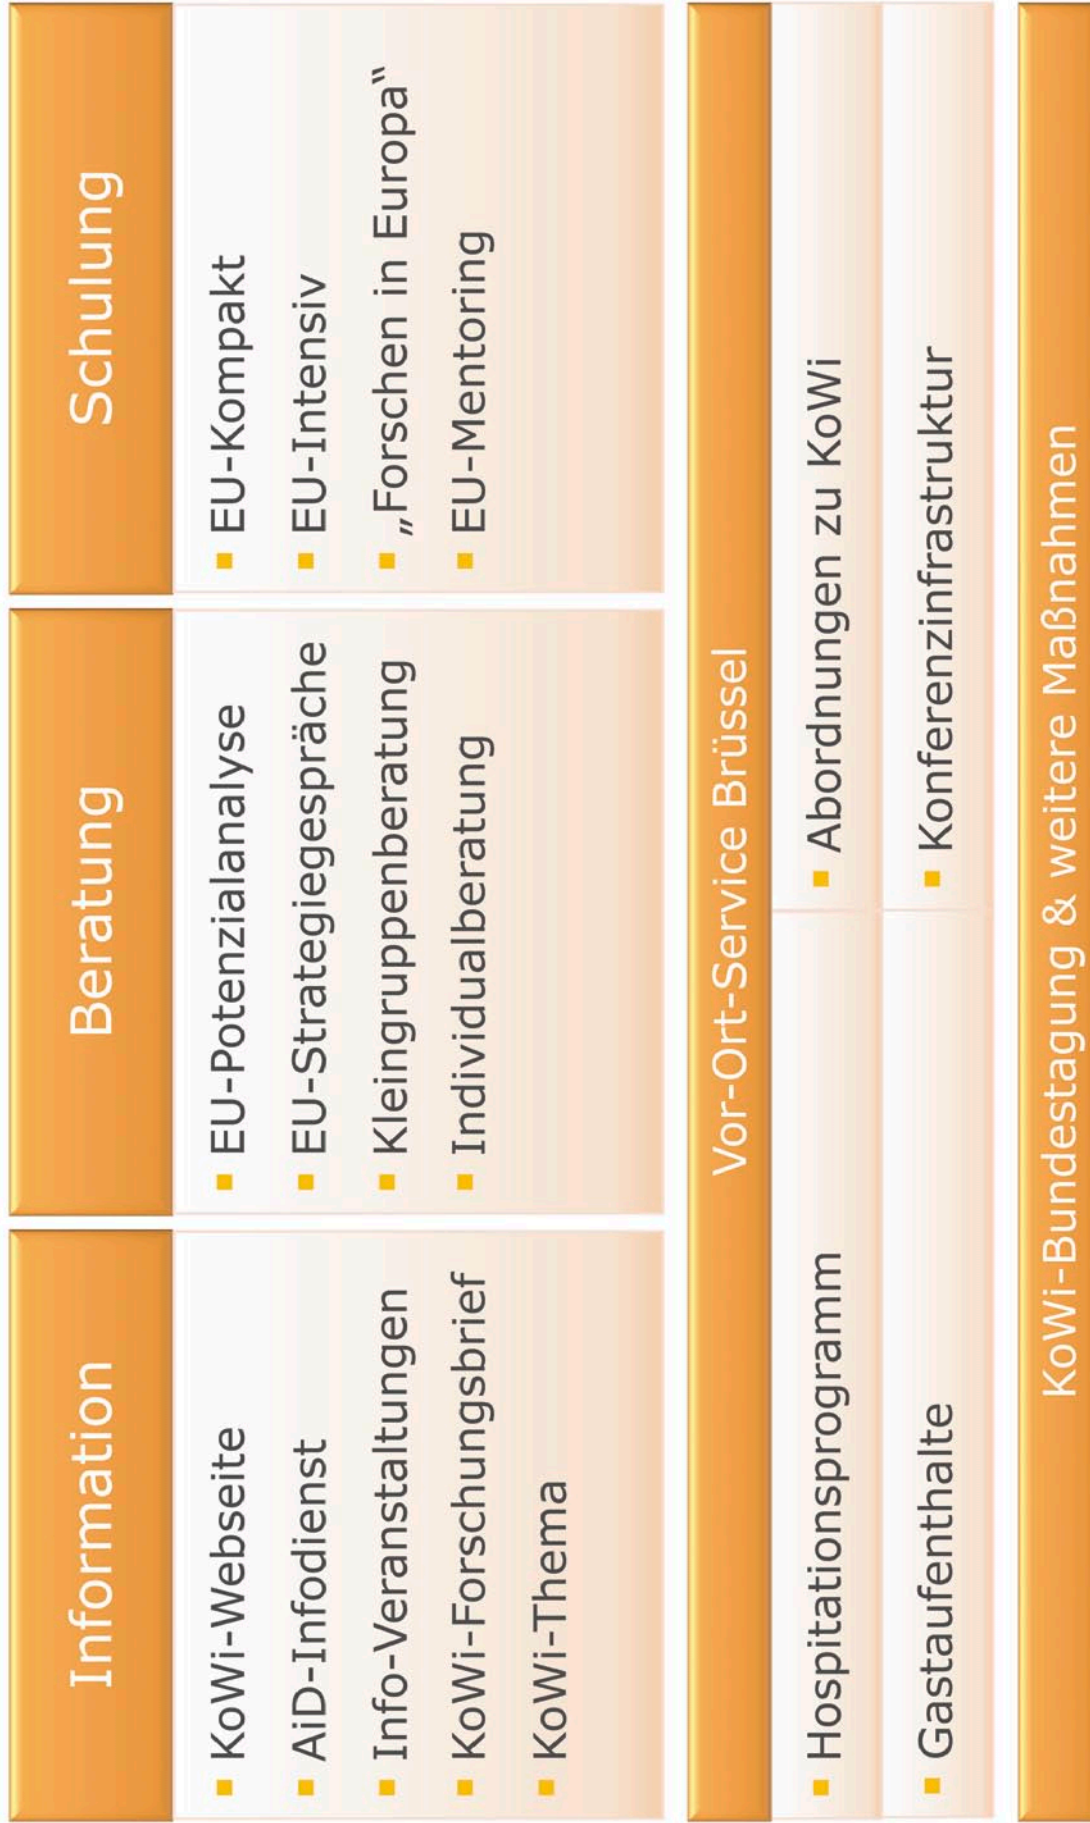 Information
KoWi-Webseite
AiD-Infodienst
Info-Veranstaltungen
KoWi-Forschungsbrief
KoWi-Thema
Beratung
EU-Potenzialanalyse
EU-Strategiegespräche
Kleingruppenberatung
Individualberatung
Schulung
EU-Kompakt
EU-Intensiv
„Forschen in Europa“
EU-Mentoring
Vor-Ort-Service Brüssel
Hospitationsprogramm
Abordnungen zu KoWi
Gastaufenthalte
Konferenzinfrastruktur
KoWi-Bundestagung & weitere Maßnahmen